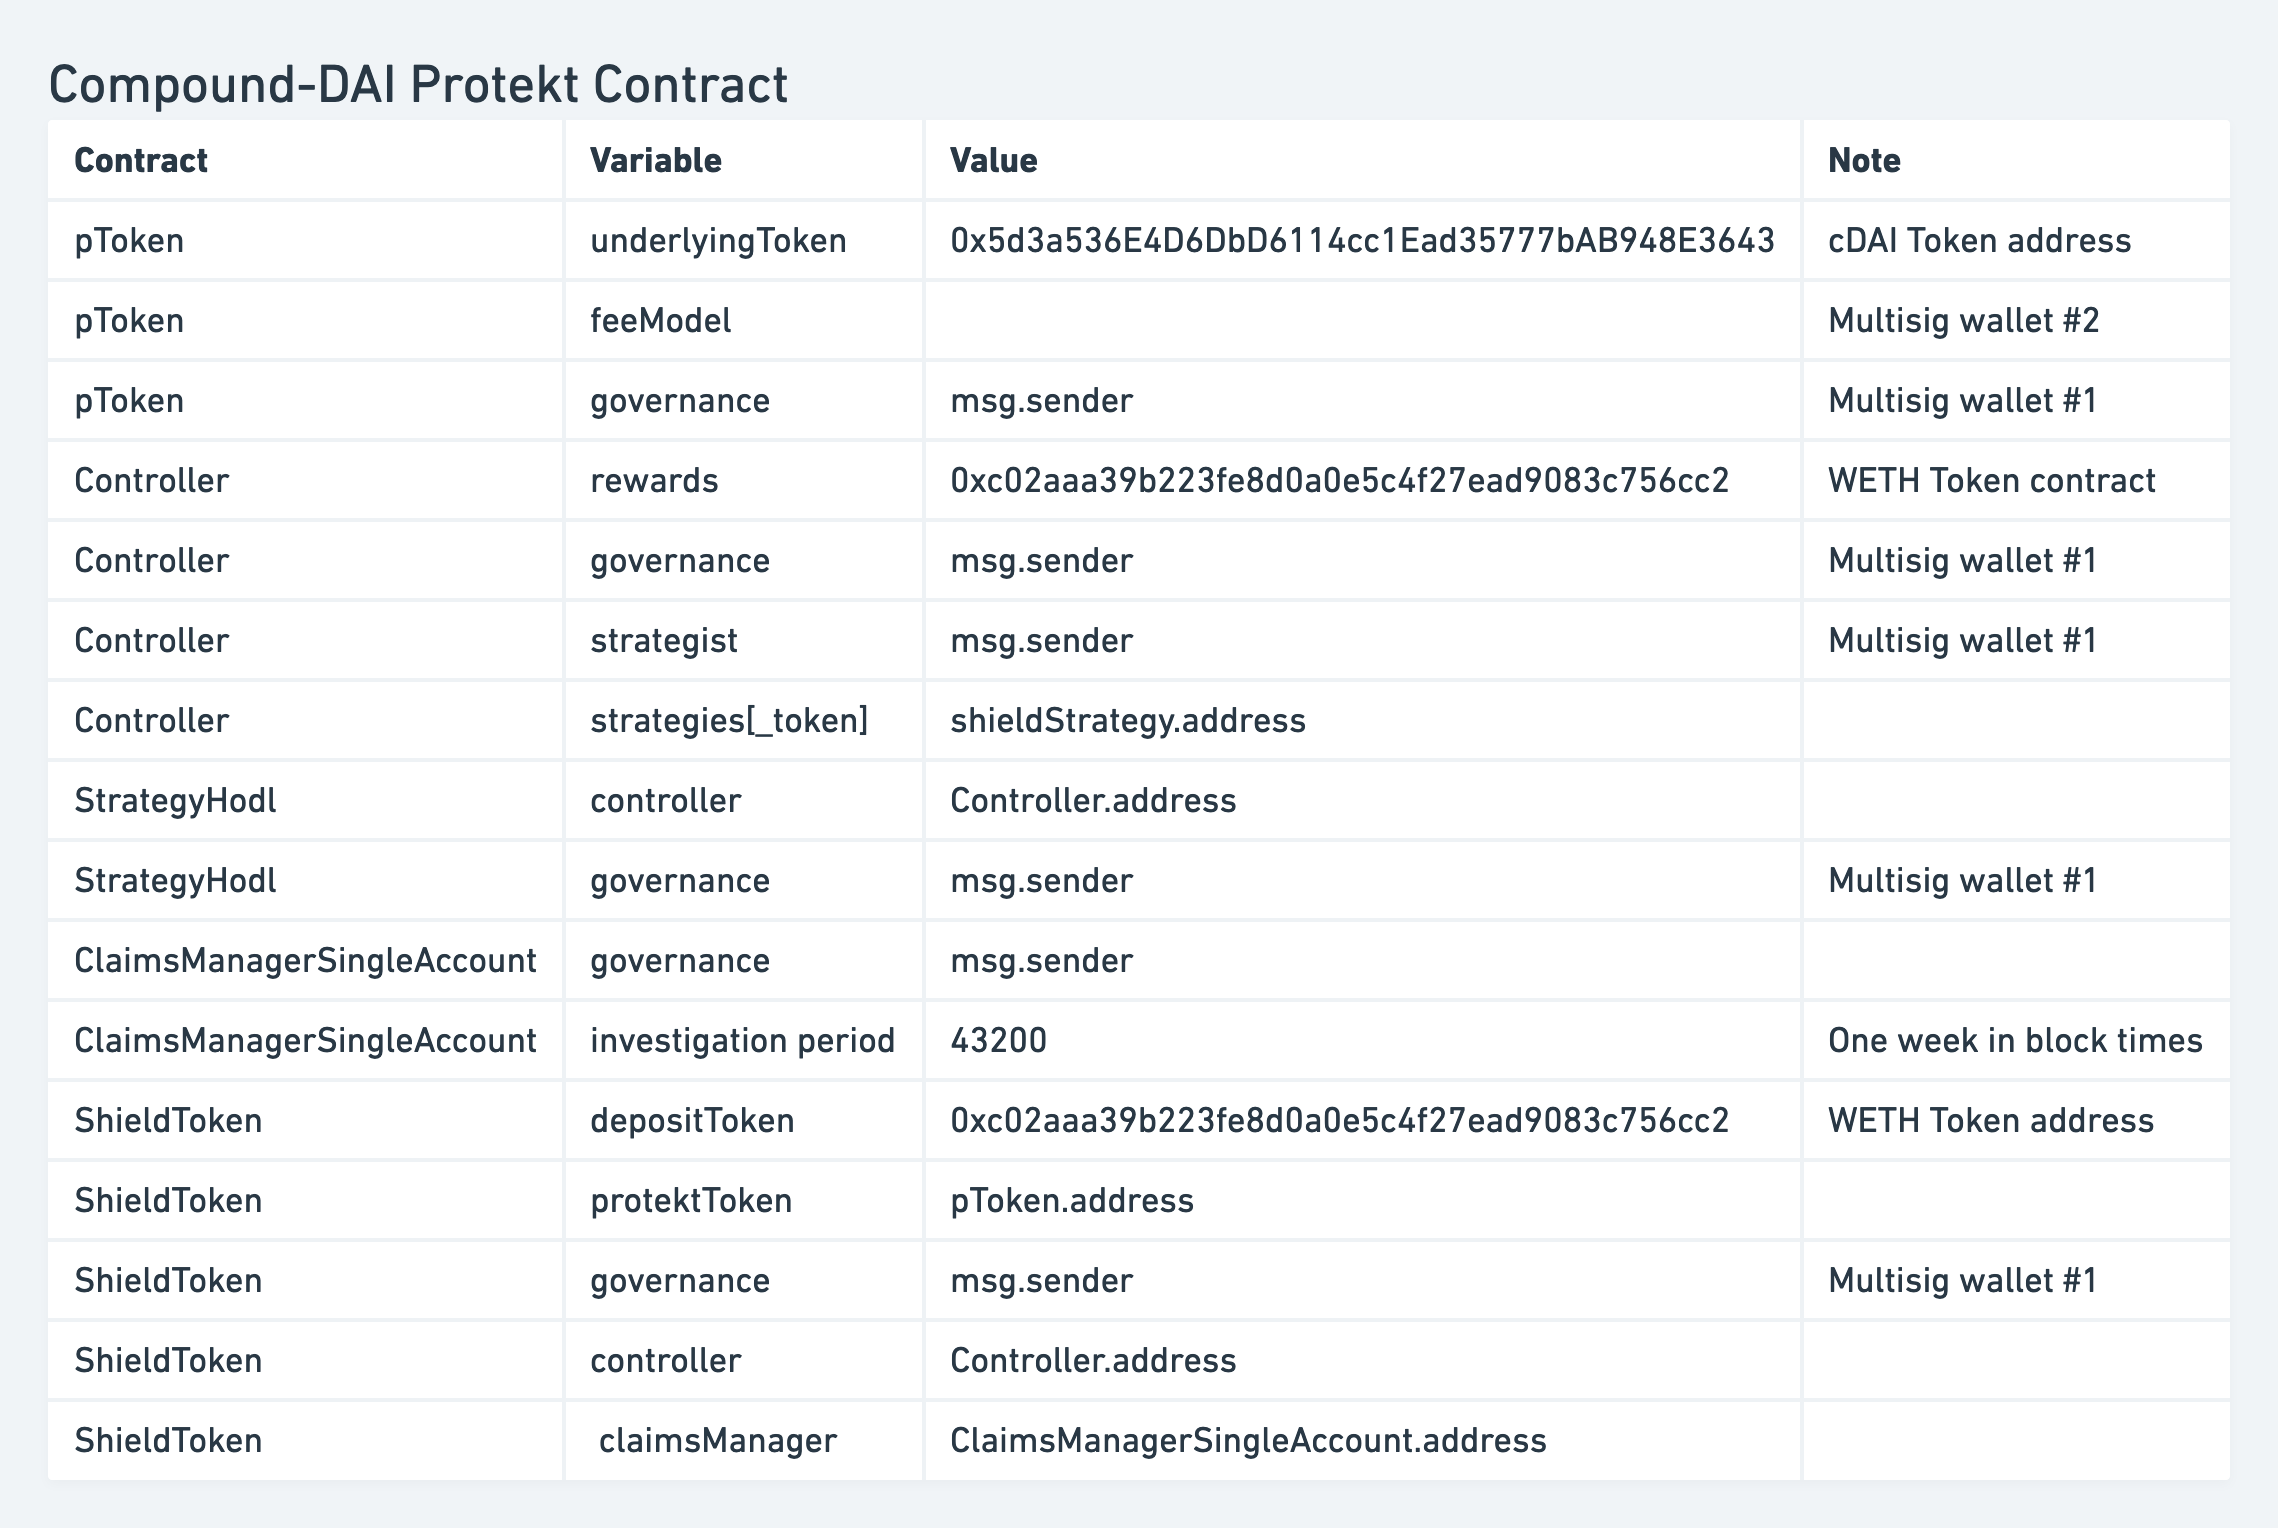 Compound-DAI Protekt Contract
Contract Variable Value Note
pToken underlyingToken 0x5d3a536E4D6DbD6114cc1Ead35777bAB948E3643 cDAI Token address
pToken feeModel Multisig wallet #2
pToken governance msg.sender Multisig wallet #1
Controller rewards 0xc02aaa39b223fe8d0a0e5c4f27ead9083c756cc2 WETH Token contract
Controller governance msg.sender Multisig wallet #1
Controller strategist msg.sender Multisig wallet #1
Controller strategies[_token] shieldStrategy.address
StrategyHodl controller Controller.address
StrategyHodl governance msg.sender Multisig wallet #1
ClaimsManagerSingleAccount governance msg.sender
ClaimsManagerSingleAccount investigation period 43200 One week in block times
ShieldToken depositToken 0xc02aaa39b223fe8d0a0e5c4f27ead9083c756cc2 WETH Token address
ShieldToken protektToken pToken.address
ShieldToken governance msg.sender Multisig wallet #1
ShieldToken controller Controller.address
ShieldToken claimsManager ClaimsManagerSingleAccount.address